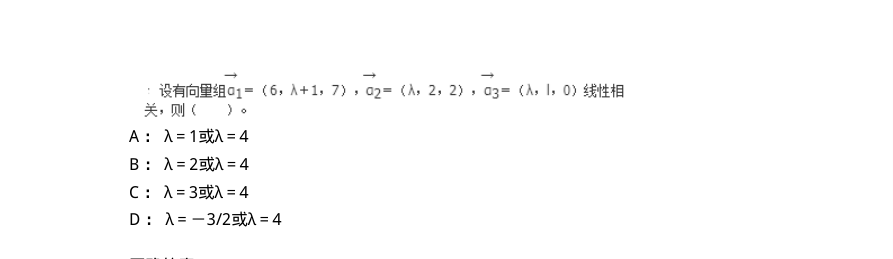 设有向量组α1=（6，λ+1，7），α2=（λ，2，2），α3=（λ，l，0）线性相
关，则（　　）。
A： λ = 1或λ = 4
B： λ = 2或λ = 4
C： λ = 3或λ = 4
D： λ = －3/2或λ = 4